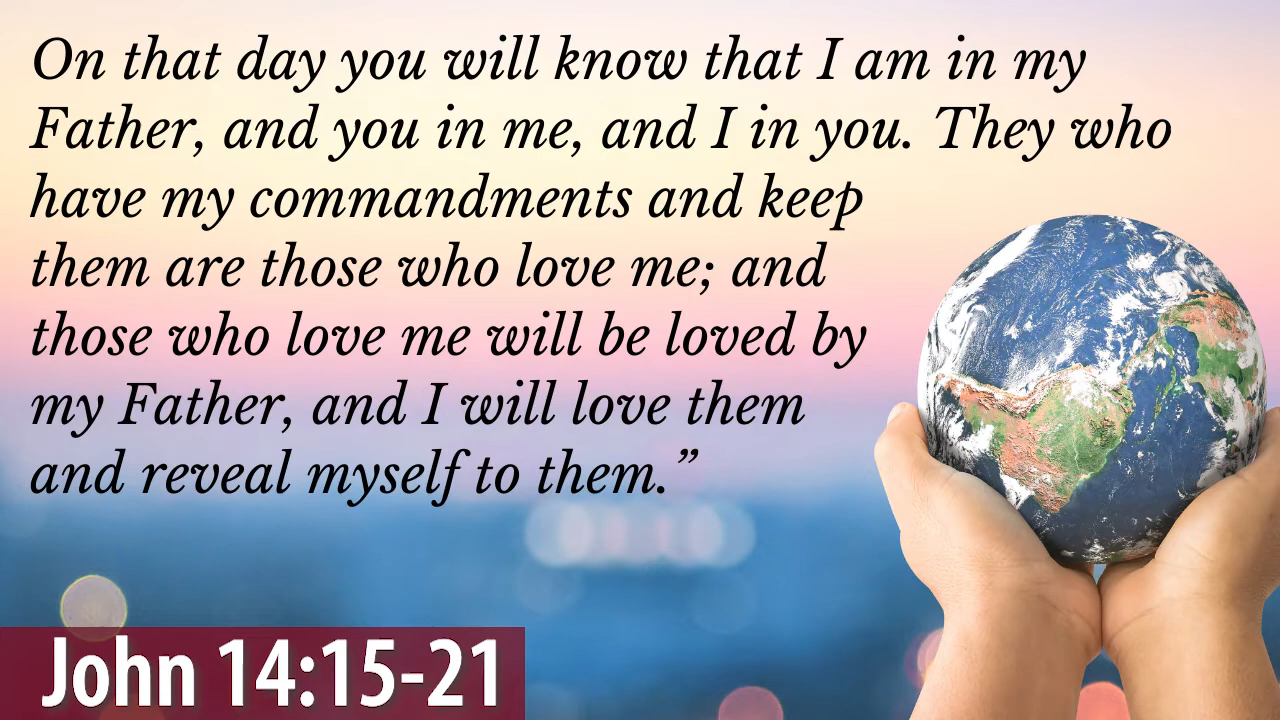 On that day you will know that I am in my
Father, and you in me, and I in you. They who
have my commandments and keep
them are those who love me; and
those who love me will be loved by
my Father, and I will love them
and reveal myself to them.”
John 14:15-21